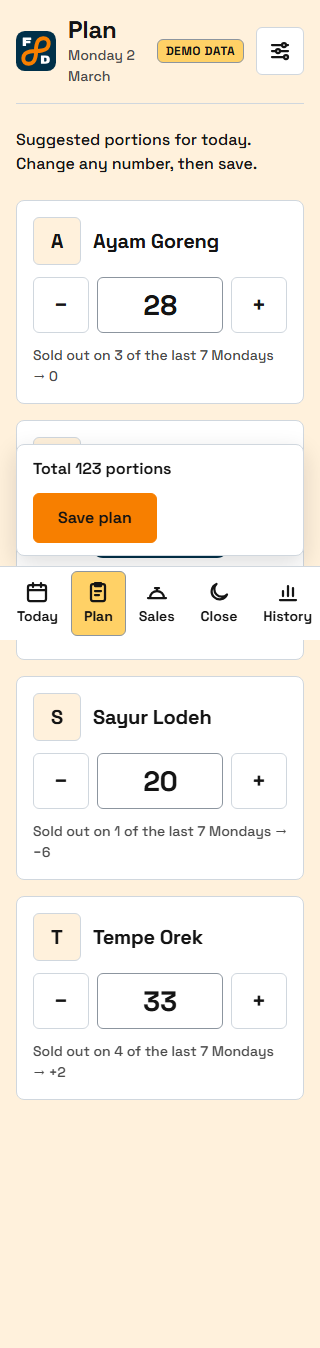 F
D
Plan
Monday 2
March
DEMO DATA
Suggested portions for today.
Change any number, then save.
A
Ayam Goreng
−
28
+
Sold out on 3 of the last 7 Mondays
→ 0
Total 123 portions
Save plan
Today
Plan
Sales
Close
History
S
Sayur Lodeh
−
20
+
Sold out on 1 of the last 7 Mondays →
−6
T
Tempe Orek
−
33
+
Sold out on 4 of the last 7 Mondays
→ +2